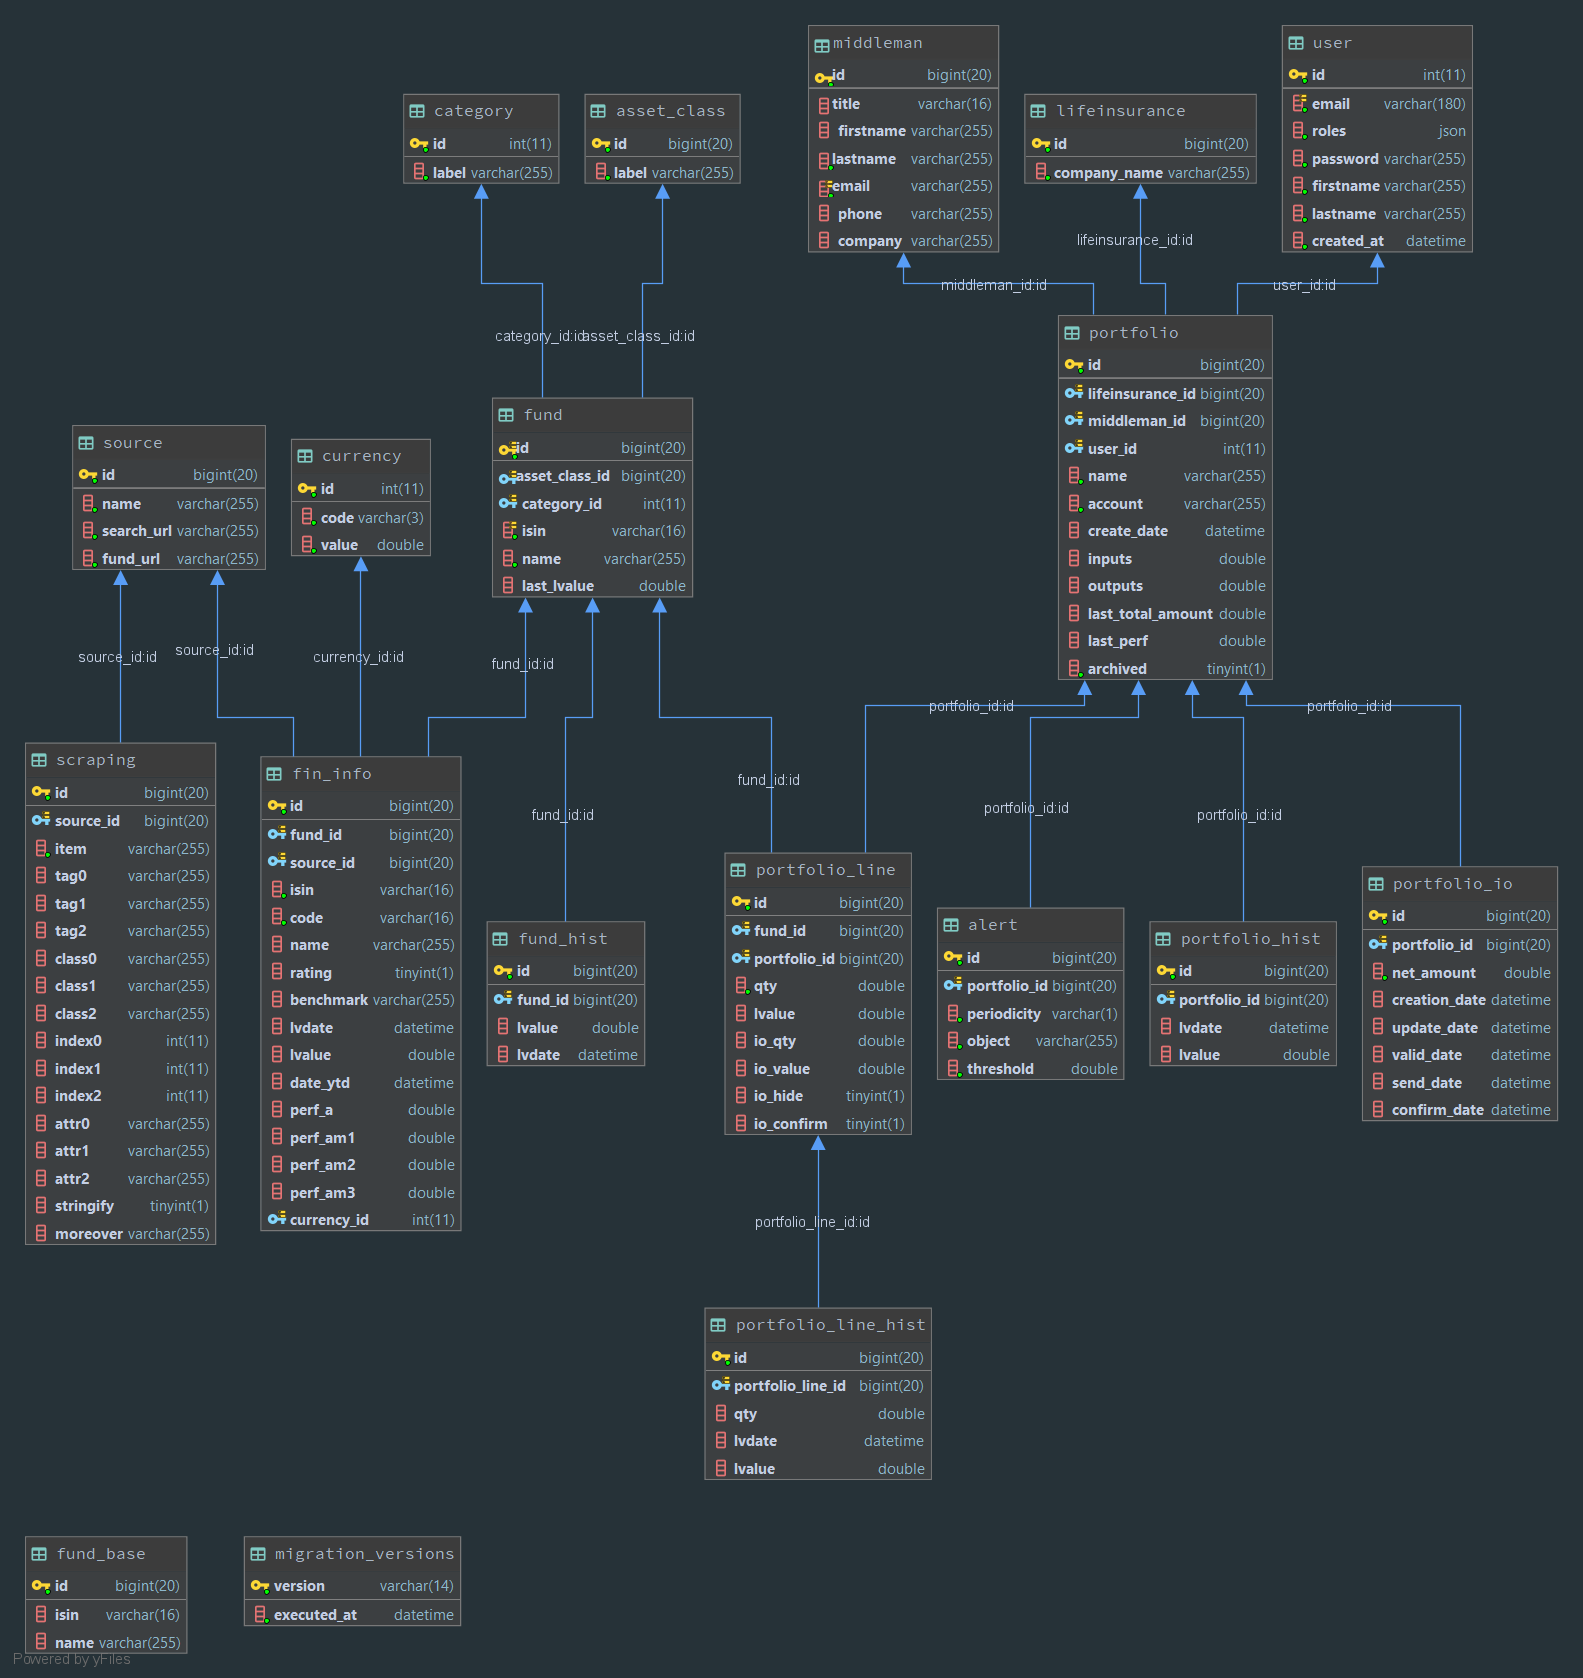 middleman
id bigint(20)
title varchar(16)
firstname varchar(255)
lastname varchar(255)
email varchar(255)
phone varchar(255)
company varchar(255)
user
id int(11)
email varchar(180)
roles json
password varchar(255)
firstname varchar(255)
lastname varchar(255)
created_at datetime
category
id int(11)
label varchar(255)
asset_class
id bigint(20)
label varchar(255)
lifeinsurance
id bigint(20)
company_name varchar(255)
lifeinsurance_id:id
middleman_id:id
user_id:id
category_id:id
asset_class_id:id
portfolio
id bigint(20)
lifeinsurance_id bigint(20)
middleman_id bigint(20)
user_id int(11)
name varchar(255)
account varchar(255)
create_date datetime
inputs double
outputs double
last_total_amount double
last_perf double
archived tinyint(1)
fund
id bigint(20)
asset_class_id bigint(20)
category_id int(11)
isin varchar(16)
name varchar(255)
last_lvalue double
source
id bigint(20)
name varchar(255)
search_url varchar(255)
fund_url varchar(255)
currency
id int(11)
code varchar(3)
value double
source_id:id
source_id:id
currency_id:id
fund_id:id
portfolio_id:id
portfolio_id:id
fund_id:id
fund_id:id
portfolio_id:id
portfolio_id:id
scraping
id bigint(20)
source_id bigint(20)
item varchar(255)
tag0 varchar(255)
tag1 varchar(255)
tag2 varchar(255)
class0 varchar(255)
class1 varchar(255)
class2 varchar(255)
index0 int(11)
index1 int(11)
index2 int(11)
attr0 varchar(255)
attr1 varchar(255)
attr2 varchar(255)
stringify tinyint(1)
moreover varchar(255)
fin_info
id bigint(20)
fund_id bigint(20)
source_id bigint(20)
isin varchar(16)
code varchar(16)
name varchar(255)
rating tinyint(1)
benchmark varchar(255)
lvdate datetime
lvalue double
date_ytd datetime
perf_a double
perf_am1 double
perf_am2 double
perf_am3 double
currency_id int(11)
fund_hist
id bigint(20)
fund_id bigint(20)
lvalue double
lvdate datetime
portfolio_line
id bigint(20)
fund_id bigint(20)
portfolio_id bigint(20)
qty double
lvalue double
io_qty double
io_value double
io_hide tinyint(1)
io_confirm tinyint(1)
alert
id bigint(20)
portfolio_id bigint(20)
periodicity varchar(1)
object varchar(255)
threshold double
portfolio_hist
id bigint(20)
portfolio_id bigint(20)
lvdate datetime
lvalue double
portfolio_io
id bigint(20)
portfolio_id bigint(20)
net_amount double
creation_date datetime
update_date datetime
valid_date datetime
send_date datetime
confirm_date datetime
portfolio_line_id:id
portfolio_line_hist
id bigint(20)
portfolio_line_id bigint(20)
qty double
lvdate datetime
lvalue double
fund_base
id bigint(20)
isin varchar(16)
name varchar(255)
migration_versions
version varchar(14)
executed_at datetime
Powered by yFiles